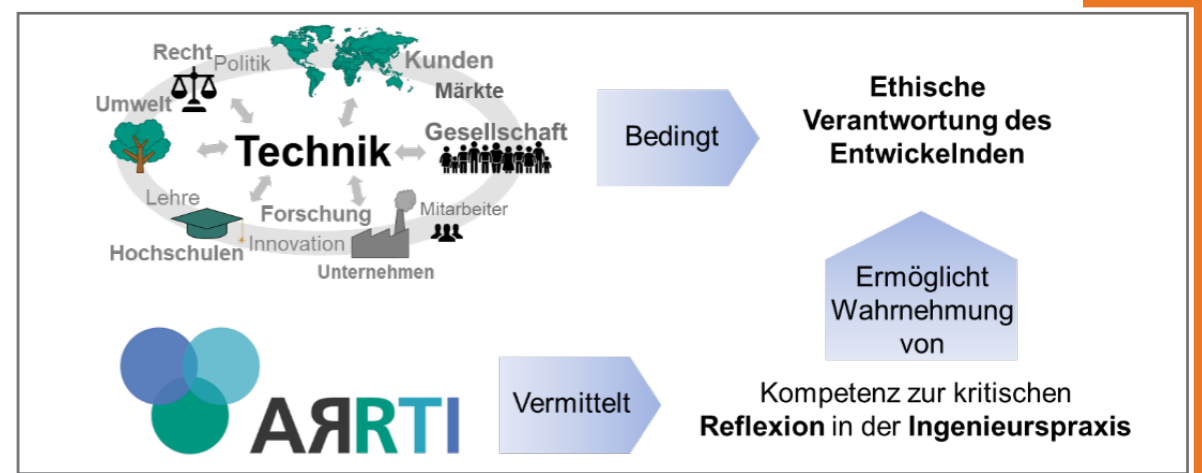 Recht
Politik
Kunden
Märkte
Umwelt
Technik
Gesellschaft
Lehre
Forschung
Mitarbeiter
Hochschulen
Innovation
Unternehmen
Bedingt
Ethische
Verantwortung des
Entwickelnden
Ermöglicht
Wahrnehmung
von
AЯRTI
Vermittelt
Kompetenz zur kritischen
Reflexion in der Ingenieurspraxis